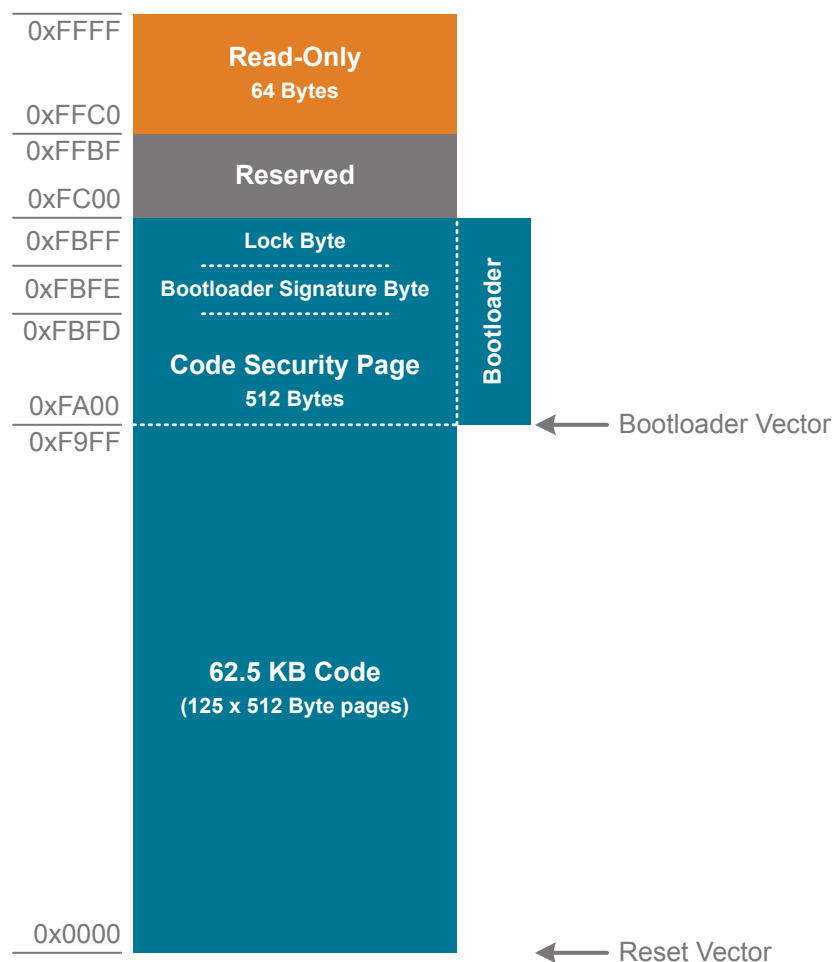 0xFFFF
Read-Only
64 Bytes
0xFFC0
0xFFBF
Reserved
0xFC00
0xFBFF
Lock Byte
0xFBFE
Bootloader Signature Byte
0xFBFD
Code Security Page
512 Bytes
Bootloader
0xFA00
Bootloader Vector
0xF9FF
62.5 KB Code
(125 x 512 Byte pages)
0x0000
Reset Vector